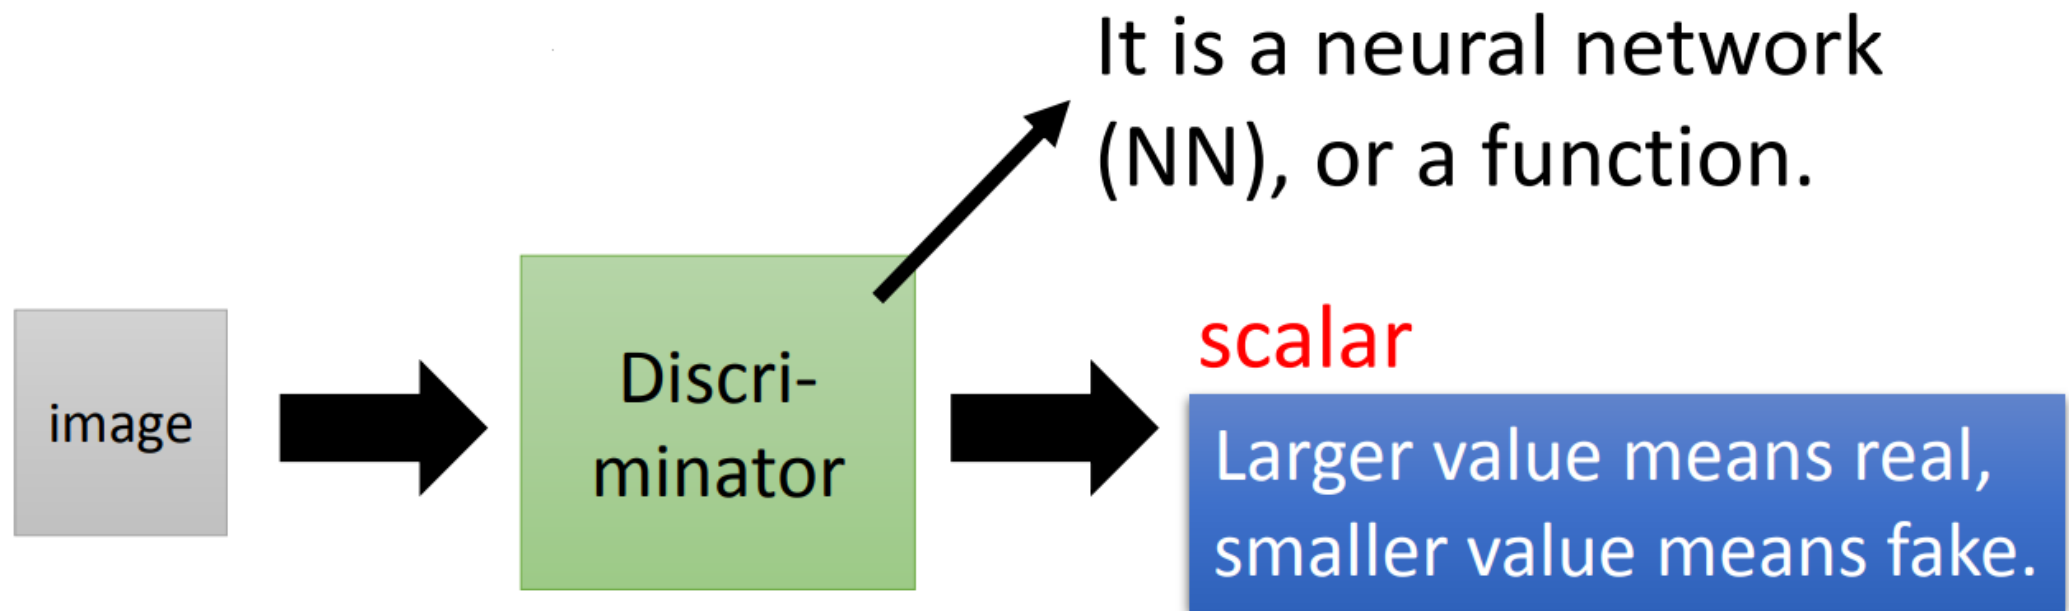 It is a neural network
(NN), or a function.
image
Discri-
minator
scalar
Larger value means real,
smaller value means fake.